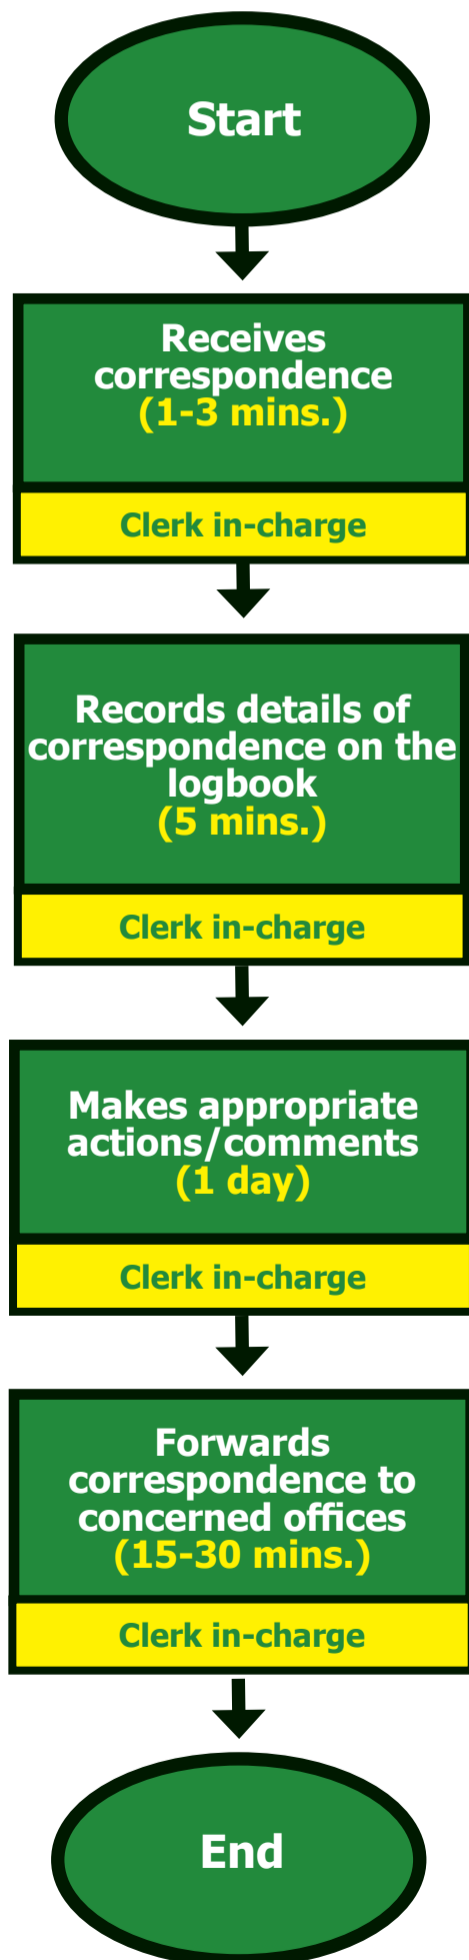 Start
Receives
correspondence
(1-3 mins.)
Clerk in-charge
Records details of
correspondence on the
logbook
(5 mins.)
Clerk in-charge
Makes appropriate
actions/comments
(1 day)
Clerk in-charge
Forwards
correspondence to
concerned offices
(15-30 mins.)
Clerk in-charge
End